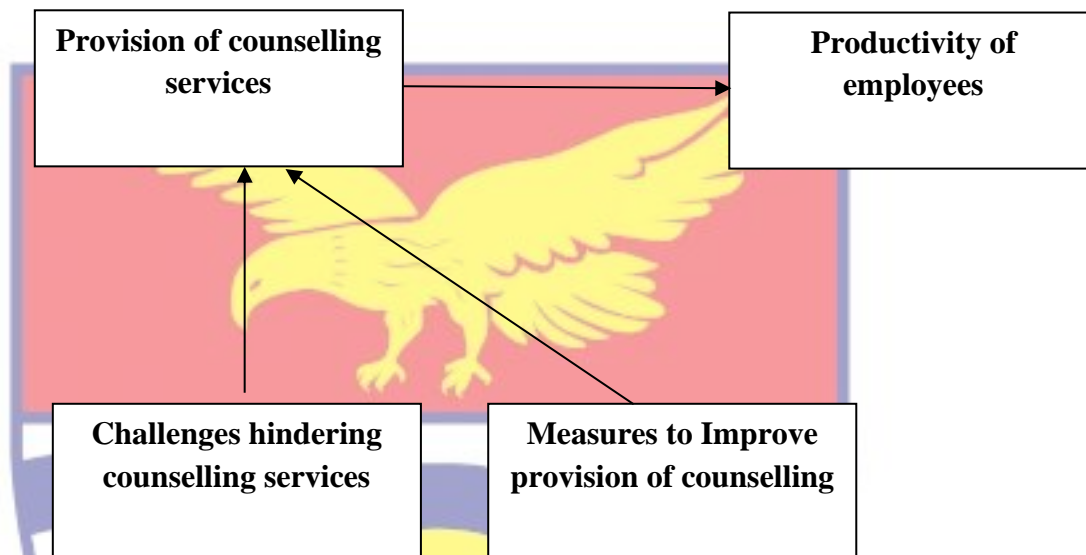 Provision of counselling
services
Productivity of
employees
Challenges hindering
counselling services
Measures to Improve
provision of counselling